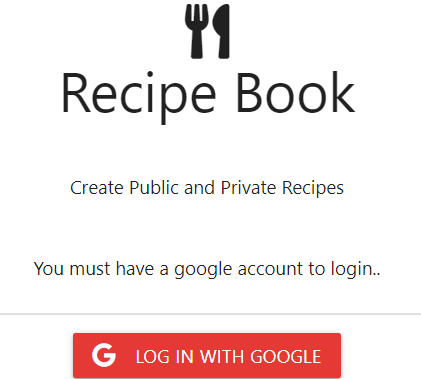 Recipe Book
Create Public and Private Recipes
You must have a google account to login..
G LOG IN WITH GOOGLE